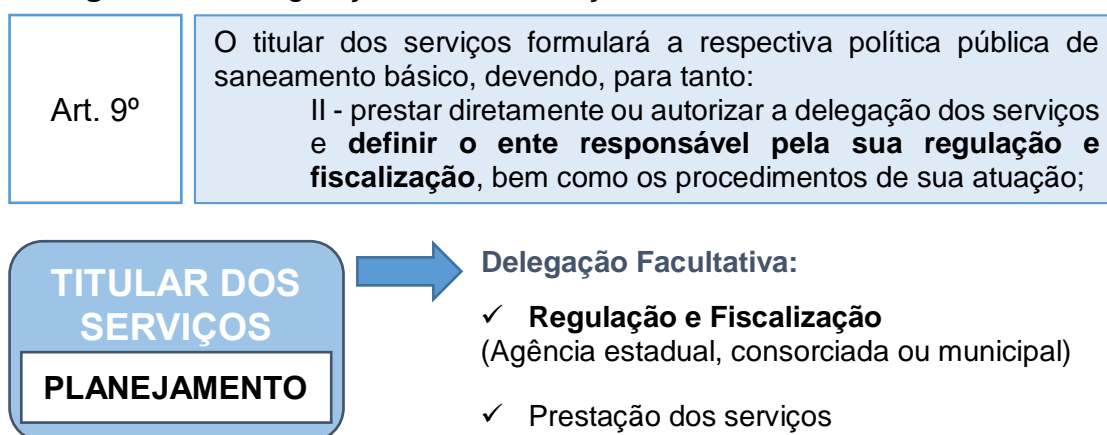 Art. 9º
O titular dos serviços formulará a respectiva política pública de
saneamento básico, devendo, para tanto:
II - prestar diretamente ou autorizar a delegação dos serviços
e definir o ente responsável pela sua regulação e
fiscalização, bem como os procedimentos de sua atuação;
TITULAR DOS
SERVIÇOS
PLANEJAMENTO
Delegação Facultativa:
✓ Regulação e Fiscalização
(Agência estadual, consorciada ou municipal)
✓ Prestação dos serviços